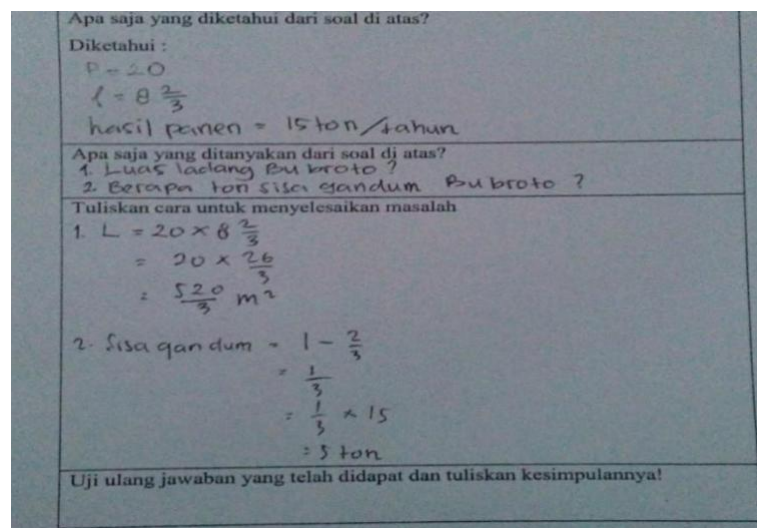 Apa saja yang diketahui dari soal di atas?
Diketahui :
P = 20
l = 8 2/3
hasil panen = 15 ton/tahun
Apa saja yang ditanyakan dari soal di atas?
1. Luas ladang Bu broto ?
2. Berapa ton sisa gandum Bu broto ?
Tuliskan cara untuk menyelesaikan masalah
1. L = 20 × 8 2/3
= 20 × 26/3
= 520/3 m²
2. Sisa gandum = 1 - 2/3
= 1/3
= 1/3 × 15
= 5 ton
Uji ulang jawaban yang telah didapat dan tuliskan kesimpulannya!